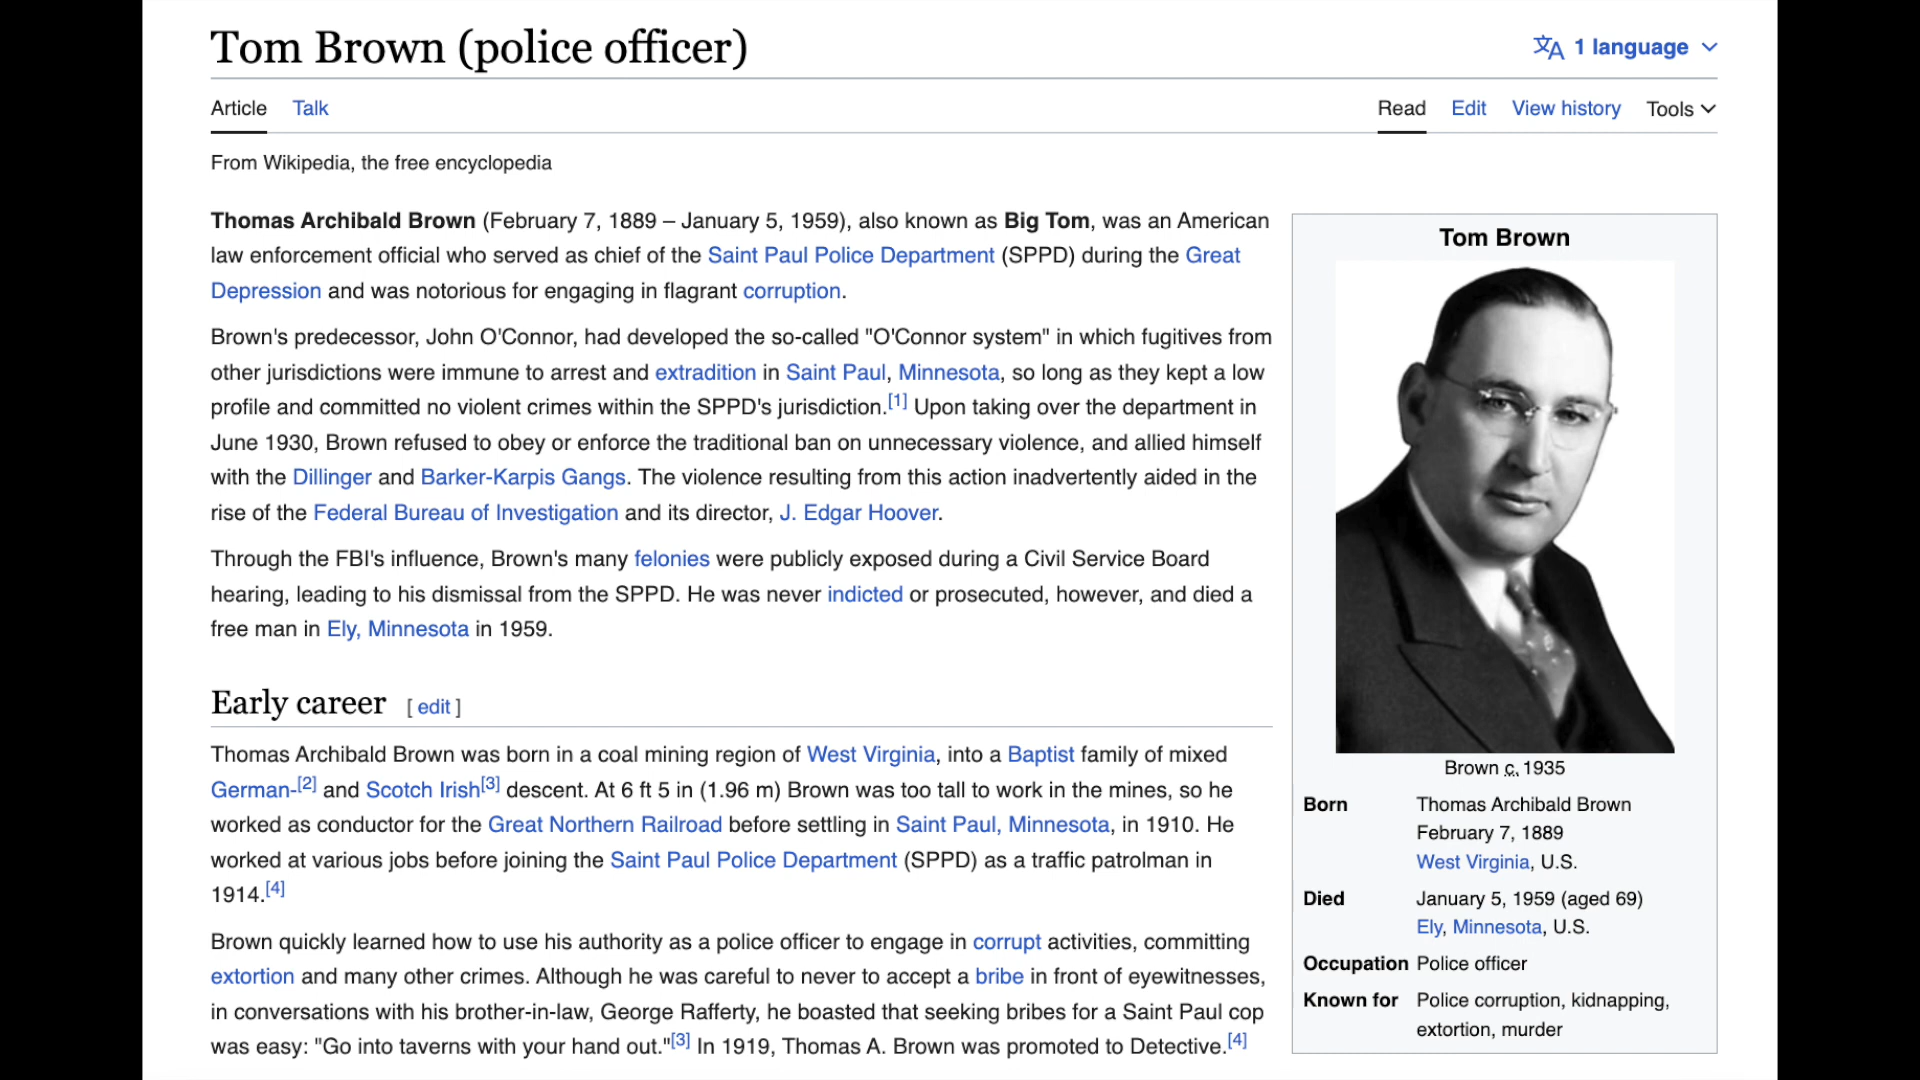 Tom Brown (police officer)
1 language
Article Talk
Read Edit View history Tools
From Wikipedia, the free encyclopedia
Thomas Archibald Brown (February 7, 1889 – January 5, 1959), also known as Big Tom, was an American
law enforcement official who served as chief of the Saint Paul Police Department (SPPD) during the Great
Depression and was notorious for engaging in flagrant corruption.
Brown's predecessor, John O'Connor, had developed the so-called "O'Connor system" in which fugitives from
other jurisdictions were immune to arrest and extradition in Saint Paul, Minnesota, so long as they kept a low
profile and committed no violent crimes within the SPPD's jurisdiction.[1] Upon taking over the department in
June 1930, Brown refused to obey or enforce the traditional ban on unnecessary violence, and allied himself
with the Dillinger and Barker-Karpis Gangs. The violence resulting from this action inadvertently aided in the
rise of the Federal Bureau of Investigation and its director, J. Edgar Hoover.
Through the FBI's influence, Brown's many felonies were publicly exposed during a Civil Service Board
hearing, leading to his dismissal from the SPPD. He was never indicted or prosecuted, however, and died a
free man in Ely, Minnesota in 1959.
Early career [ edit ]
Thomas Archibald Brown was born in a coal mining region of West Virginia, into a Baptist family of mixed
German-[2] and Scotch Irish[3] descent. At 6 ft 5 in (1.96 m) Brown was too tall to work in the mines, so he
worked as conductor for the Great Northern Railroad before settling in Saint Paul, Minnesota, in 1910. He
worked at various jobs before joining the Saint Paul Police Department (SPPD) as a traffic patrolman in
1914.[4]
Brown quickly learned how to use his authority as a police officer to engage in corrupt activities, committing
extortion and many other crimes. Although he was careful to never to accept a bribe in front of eyewitnesses,
in conversations with his brother-in-law, George Rafferty, he boasted that seeking bribes for a Saint Paul cop
was easy: "Go into taverns with your hand out."[3] In 1919, Thomas A. Brown was promoted to Detective.[4]
Tom Brown
Brown c. 1935
Born Thomas Archibald Brown
February 7, 1889
West Virginia, U.S.
Died January 5, 1959 (aged 69)
Ely, Minnesota, U.S.
Occupation Police officer
Known for Police corruption, kidnapping,
extortion, murder